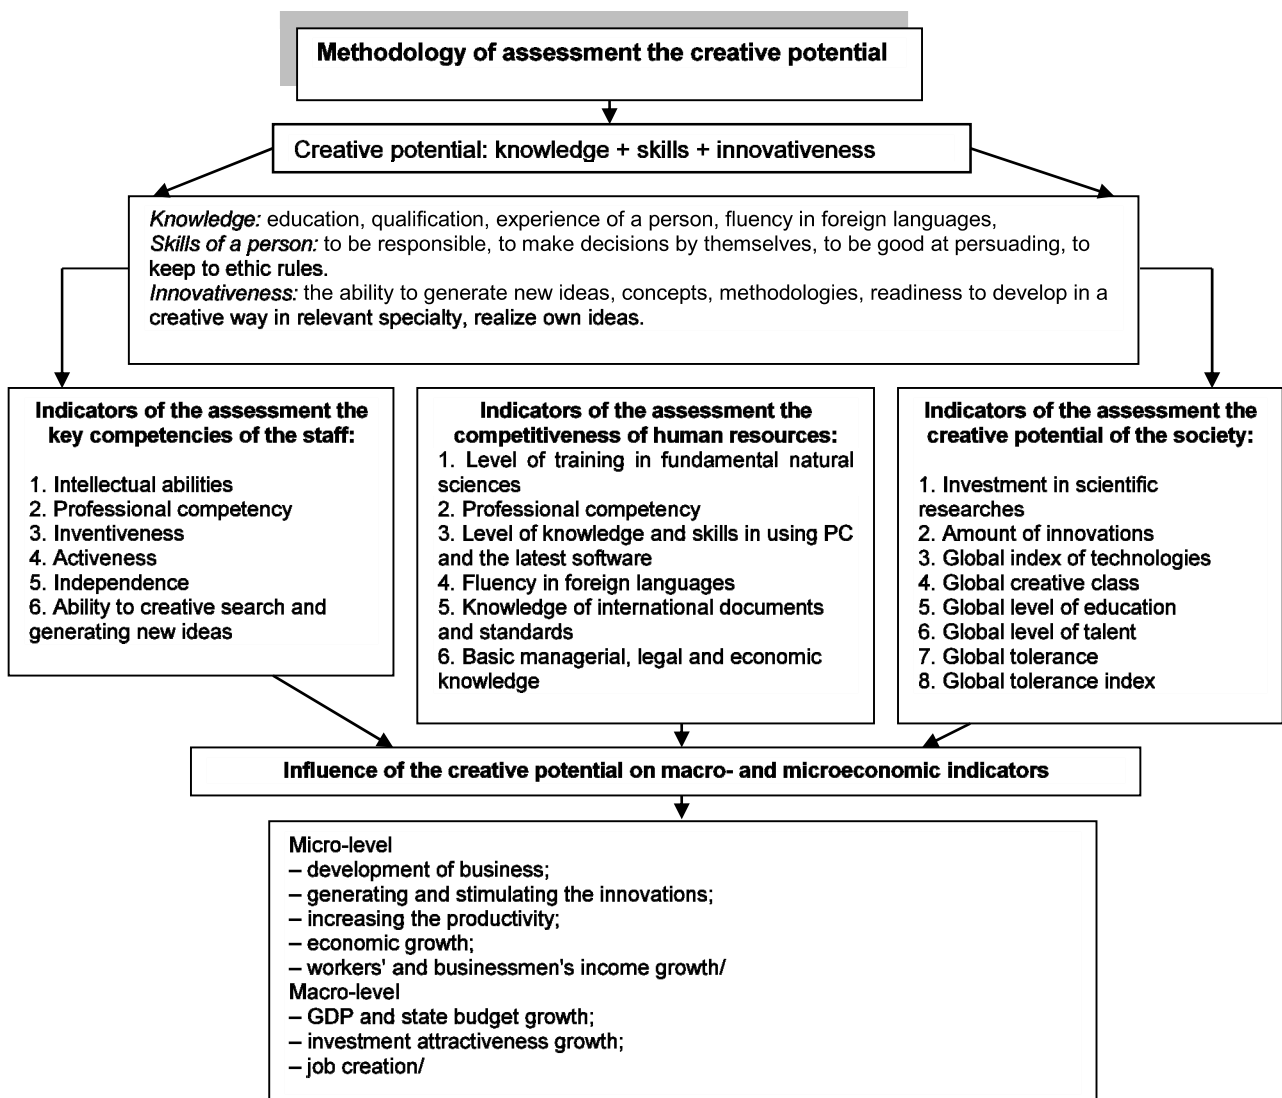 Methodology of assessment the creative potential
Creative potential: knowledge + skills + innovativeness
Knowledge: education, qualification, experience of a person, fluency in foreign languages,
Skills of a person: to be responsible, to make decisions by themselves, to be good at persuading, to
keep to ethic rules.
Innovativeness: the ability to generate new ideas, concepts, methodologies, readiness to develop in a
creative way in relevant specialty, realize own ideas.
Indicators of the assessment the
key competencies of the staff:
1. Intellectual abilities
2. Professional competency
3. Inventiveness
4. Activeness
5. Independence
6. Ability to creative search and
generating new ideas
Indicators of the assessment the
competitiveness of human resources:
1. Level of training in fundamental natural
sciences
2. Professional competency
3. Level of knowledge and skills in using PC
and the latest software
4. Fluency in foreign languages
5. Knowledge of international documents
and standards
6. Basic managerial, legal and economic
knowledge
Indicators of the assessment the
creative potential of the society:
1. Investment in scientific
researches
2. Amount of innovations
3. Global index of technologies
4. Global creative class
5. Global level of education
6. Global level of talent
7. Global tolerance
8. Global tolerance index
Influence of the creative potential on macro- and microeconomic indicators
Micro-level
– development of business;
– generating and stimulating the innovations;
– increasing the productivity;
– economic growth;
– workers' and businessmen's income growth/
Macro-level
– GDP and state budget growth;
– investment attractiveness growth;
– job creation/